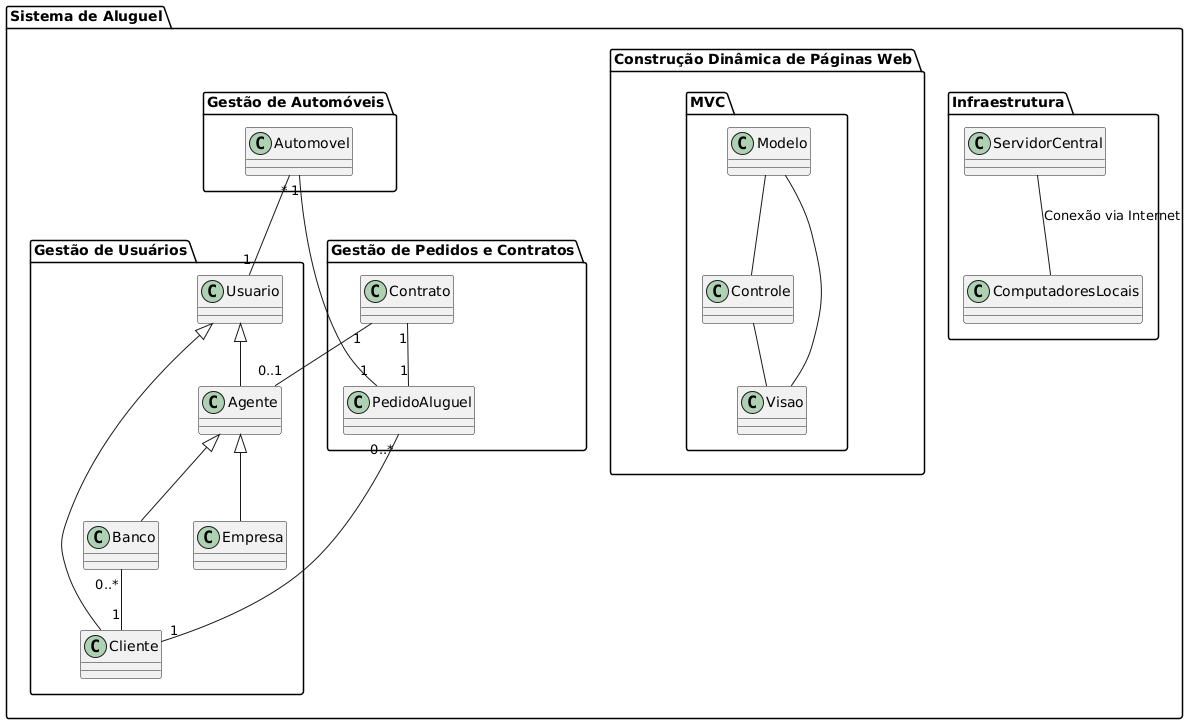 Sistema de Aluguel
Construção Dinâmica de Páginas Web
Gestão de Automóveis
MVC
Infraestrutura
C Automovel
C Modelo
C ServidorCentral
* 1
Conexão via Internet
Gestão de Usuários
Gestão de Pedidos e Contratos
1
C Usuario
C Contrato
C Controle
C ComputadoresLocais
1 1
0..1 1 1
C Agente
C PedidoAluguel
C Visao
0..*
C Banco
C Empresa
0..*
1 1
C Cliente